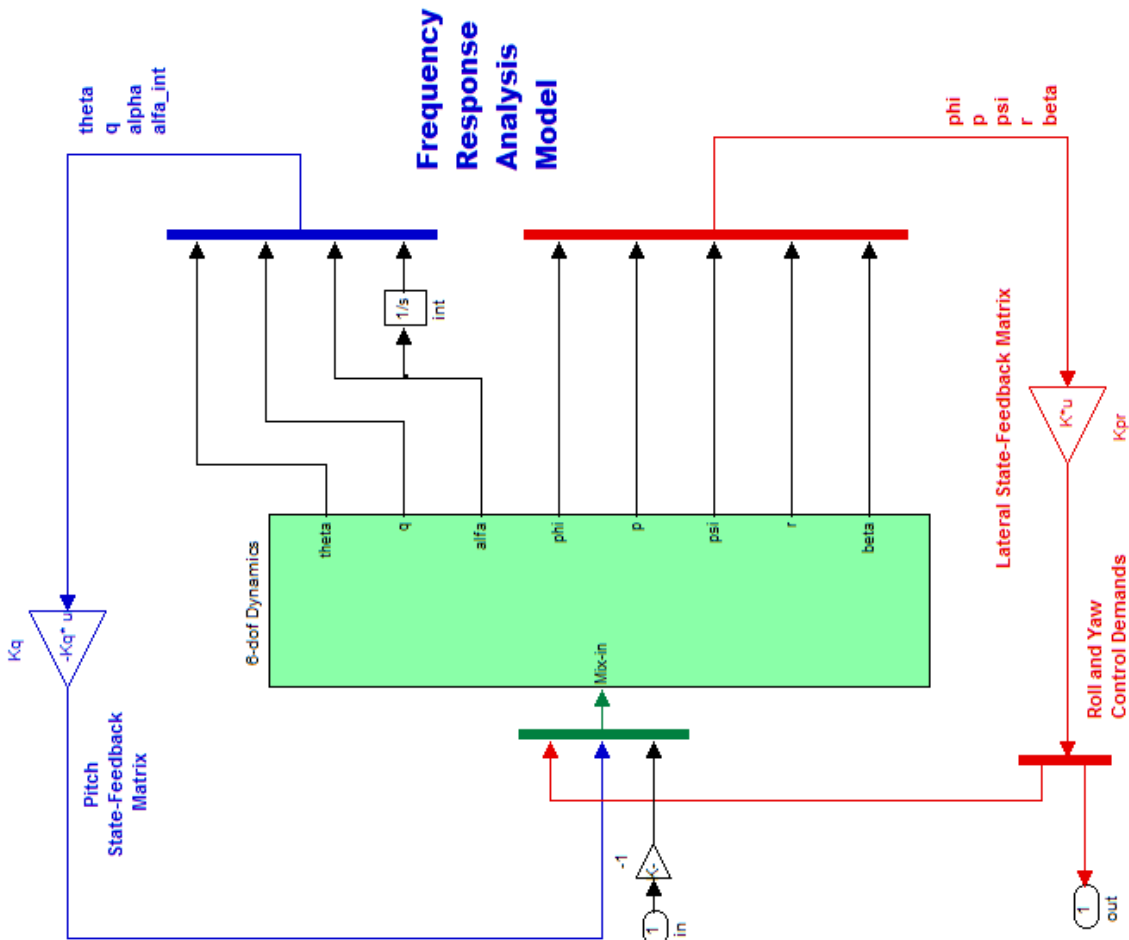 theta
q
alpha
alfa_int
Frequency
Response
Analysis
Model
Kq
-Kq* u
Pitch
State-Feedback
Matrix
1/s
int
6-dof Dynamics
theta
q
alfa
phi
p
psi
r
beta
Mix-in
-1
K-
1
in
phi
p
psi
r
beta
Lateral State-Feedback Matrix
K*u
Kpr
Roll and Yaw
Control Demands
1
out